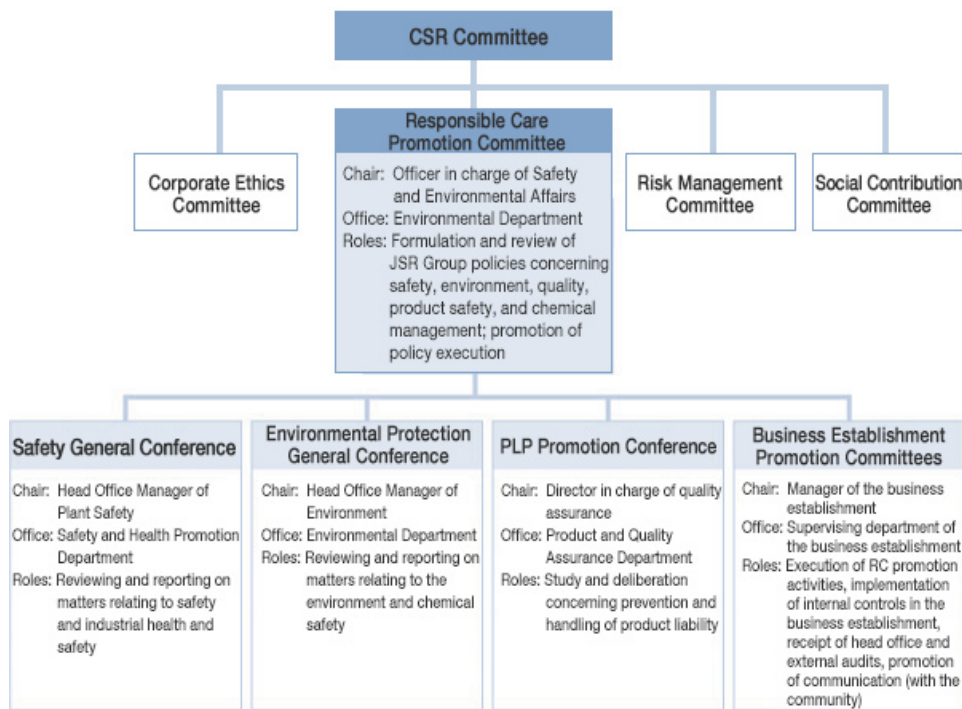 CSR Committee
Corporate Ethics
Committee
Responsible Care
Promotion Committee
Chair: Officer in charge of Safety
and Environmental Affairs
Office: Environmental Department
Roles: Formulation and review of
JSR Group policies concerning
safety, environment, quality,
product safety, and chemical
management; promotion of
policy execution
Risk Management
Committee
Social Contribution
Committee
Safety General Conference
Chair: Head Office Manager of
Plant Safety
Office: Safety and Health Promotion
Department
Roles: Reviewing and reporting on
matters relating to safety
and industrial health and
safety
Environmental Protection
General Conference
Chair: Head Office Manager of
Environment
Office: Environmental Department
Roles: Reviewing and reporting on
matters relating to the
environment and chemical
safety
PLP Promotion Conference
Chair: Director in charge of quality
assurance
Office: Product and Quality
Assurance Department
Roles: Study and deliberation
concerning prevention and
handling of product liability
Business Establishment
Promotion Committees
Chair: Manager of the business
establishment
Office: Supervising department of
the business establishment
Roles: Execution of RC promotion
activities, implementation
of internal controls in the
business establishment,
receipt of head office and
external audits, promotion
of communication (with the
community)